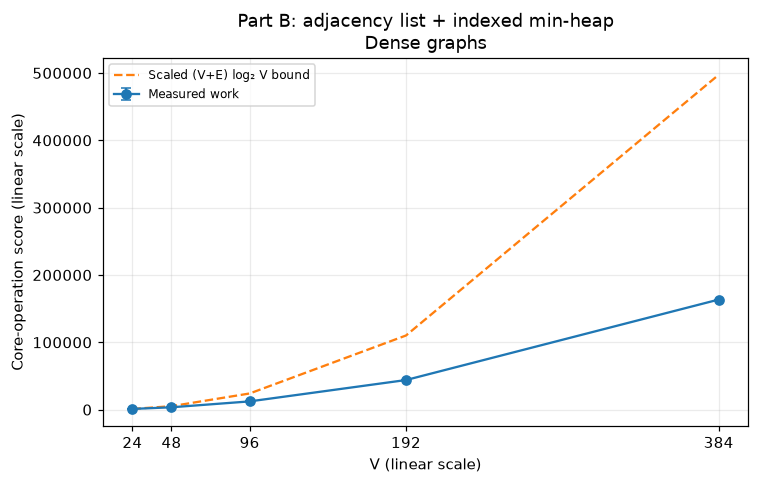 Part B: adjacency list + indexed min-heap
Dense graphs
Scaled (V+E) log₂ V bound
Measured work
Core-operation score (linear scale)
500000
400000
300000
200000
100000
0
24 48 96 192 384
V (linear scale)